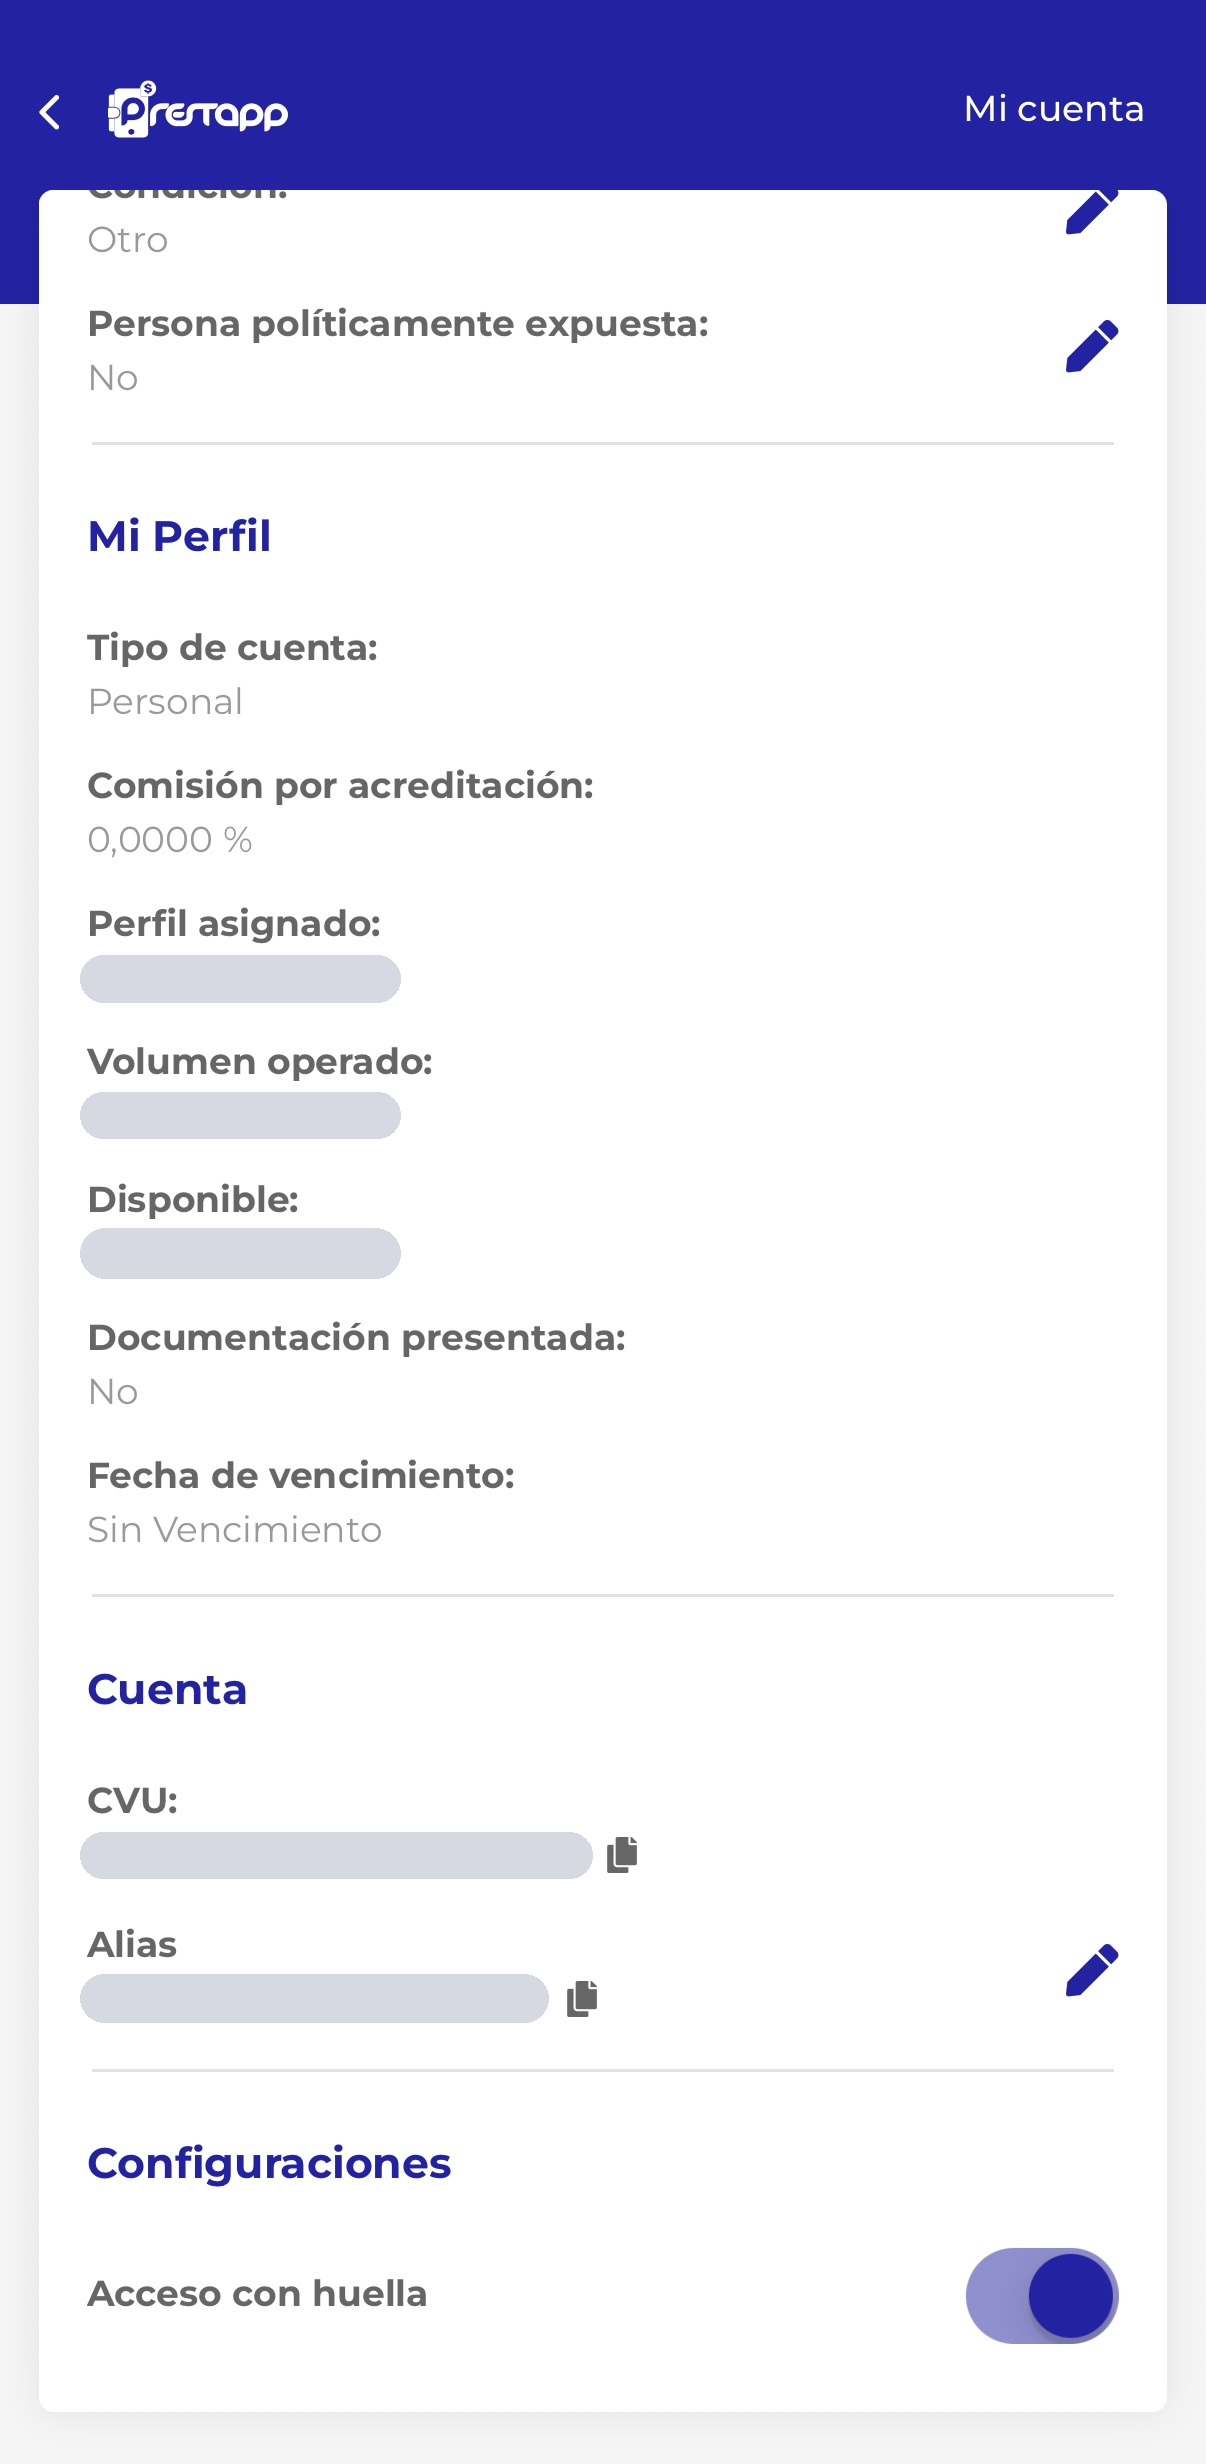 Prestapp
Mi cuenta
Condición:
Otro
Persona políticamente expuesta:
No
Mi Perfil
Tipo de cuenta:
Personal
Comisión por acreditación:
0,0000 %
Perfil asignado:
Volumen operado:
Disponible:
Documentación presentada:
No
Fecha de vencimiento:
Sin Vencimiento
Cuenta
CVU:
Alias
Configuraciones
Acceso con huella